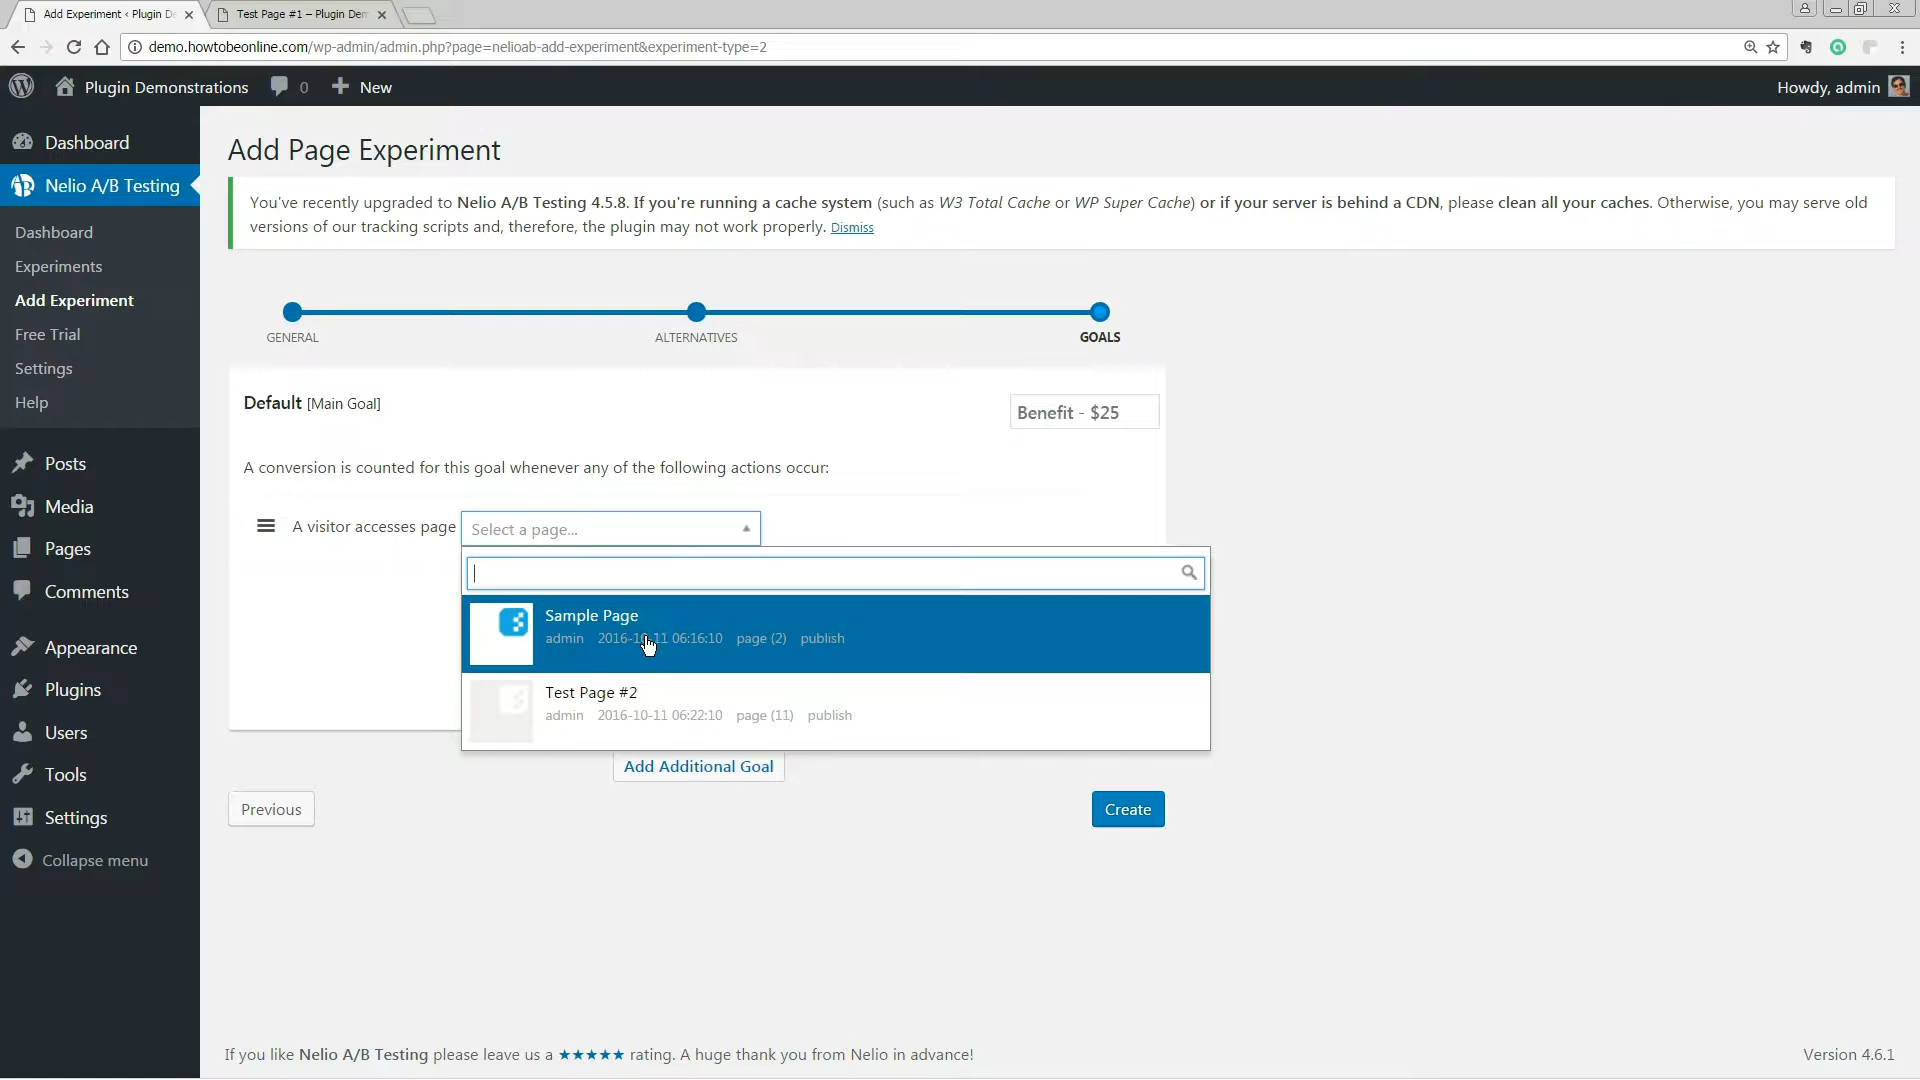 Add Experiment ‹ Plugin De
Test Page #1 – Plugin Dem
demo.howtobeonline.com/wp-admin/admin.php?page=nelioab-add-experiment&experiment-type=2
Plugin Demonstrations 0 New
Howdy, admin
Dashboard
Nelio A/B Testing
Dashboard
Experiments
Add Experiment
Free Trial
Settings
Help
Posts
Media
Pages
Comments
Appearance
Plugins
Users
Tools
Settings
Collapse menu
Add Page Experiment
You've recently upgraded to Nelio A/B Testing 4.5.8. If you're running a cache system (such as W3 Total Cache or WP Super Cache) or if your server is behind a CDN, please clean all your caches. Otherwise, you may serve old
versions of our tracking scripts and, therefore, the plugin may not work properly. Dismiss
GENERAL ALTERNATIVES GOALS
Default [Main Goal]
Benefit - $25
A conversion is counted for this goal whenever any of the following actions occur:
A visitor accesses page Select a page...
Sample Page
admin 2016-10-11 06:16:10 page (2) publish
Test Page #2
admin 2016-10-11 06:22:10 page (11) publish
Add Additional Goal
Previous Create
If you like Nelio A/B Testing please leave us a ★★★★★ rating. A huge thank you from Nelio in advance!
Version 4.6.1